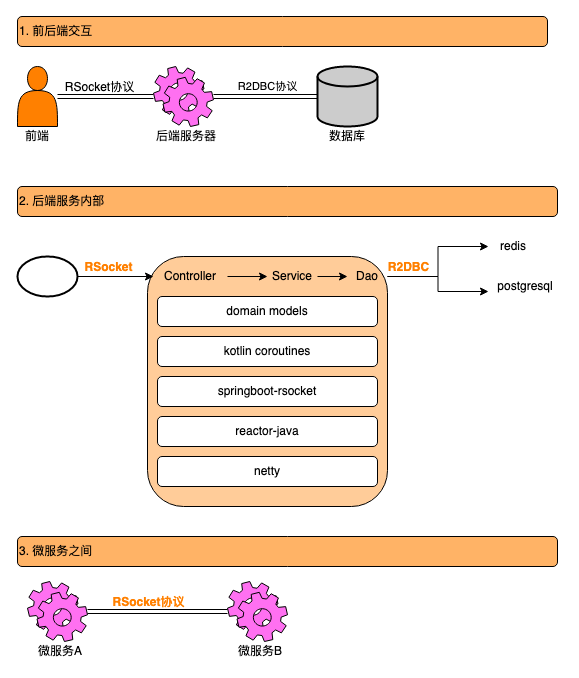 1. 前后端交互
RSocket协议
R2DBC协议
前端
后端服务器
数据库
2. 后端服务内部
RSocket
Controller
Service
Dao
R2DBC
redis
postgresql
domain models
kotlin coroutines
springboot-rsocket
reactor-java
netty
3. 微服务之间
RSocket协议
微服务A
微服务B